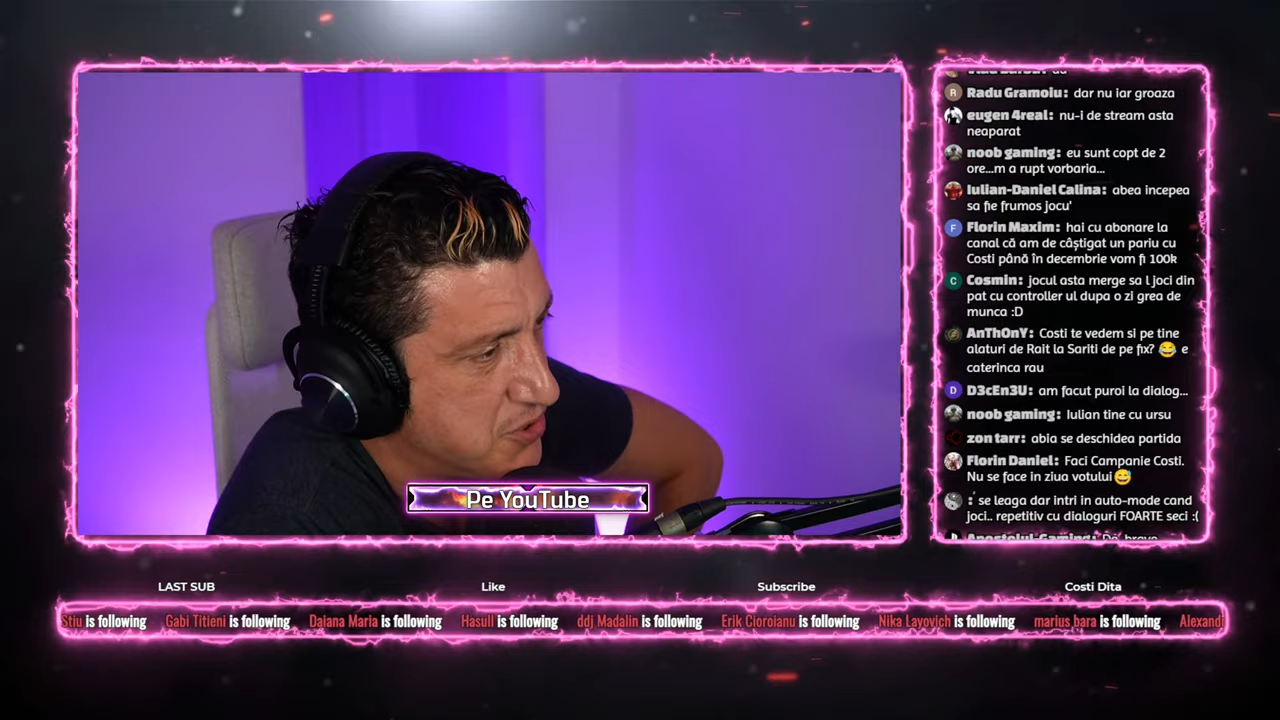 Pe YouTube
Radu Gramoiu: dar nu iar groaza
eugen 4real: nu-i de stream asta
neaparat
noob gaming: eu sunt copt de 2
ore...m a rupt vorbaria...
Iulian-Daniel Calina: abea incepea
sa fie frumos jocu'
Florin Maxim: hai cu abonare la
canal că am de câștigat un pariu cu
Costi până în decembrie vom fi 100k
Cosmin: jocul asta merge sa l joci din
pat cu controller ul dupa o zi grea de
munca :D
AnThOnY: Costi te vedem si pe tine
alaturi de Rait la Sariti de pe fix? 😂 e
caterinca rau
D3cEn3U: am facut puroi la dialog...
noob gaming: Iulian tine cu ursu
zon tarr: abia se deschidea partida
Florin Daniel: Faci Campanie Costi.
Nu se face in ziua votului😅
: se leaga dar intri in auto-mode cand
joci.. repetitiv cu dialoguri FOARTE seci :(
Apostolul-Gaming:
LAST SUB
Like
Subscribe
Costi Dita
Stiu is following Gabi Titieni is following Daiana Maria is following Hasull is following ddj Madalin is following Erik Cioroianu is following Nika Layovich is following marius bara is following Alexand